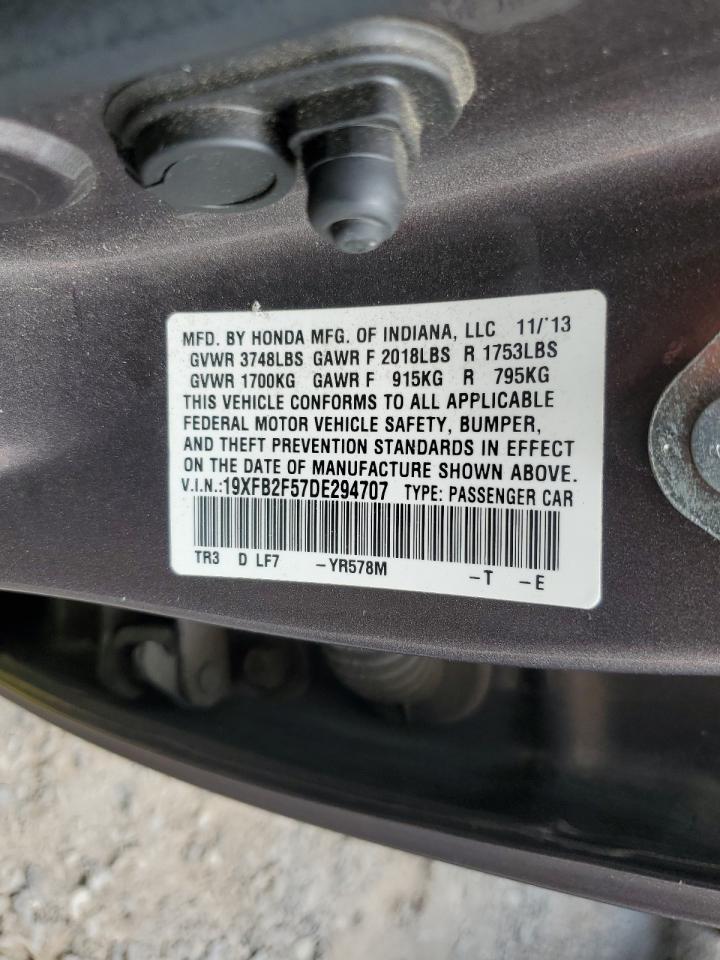 MFD. BY HONDA MFG. OF INDIANA, LLC 11/'13
GVWR 3748LBS GAWR F 2018LBS R 1753LBS
GVWR 1700KG GAWR F 915KG R 795KG
THIS VEHICLE CONFORMS TO ALL APPLICABLE
FEDERAL MOTOR VEHICLE SAFETY, BUMPER,
AND THEFT PREVENTION STANDARDS IN EFFECT
ON THE DATE OF MANUFACTURE SHOWN ABOVE.
V.I.N.:19XFB2F57DE294707 TYPE: PASSENGER CAR
TR3 D LF7 -YR578M -T -E